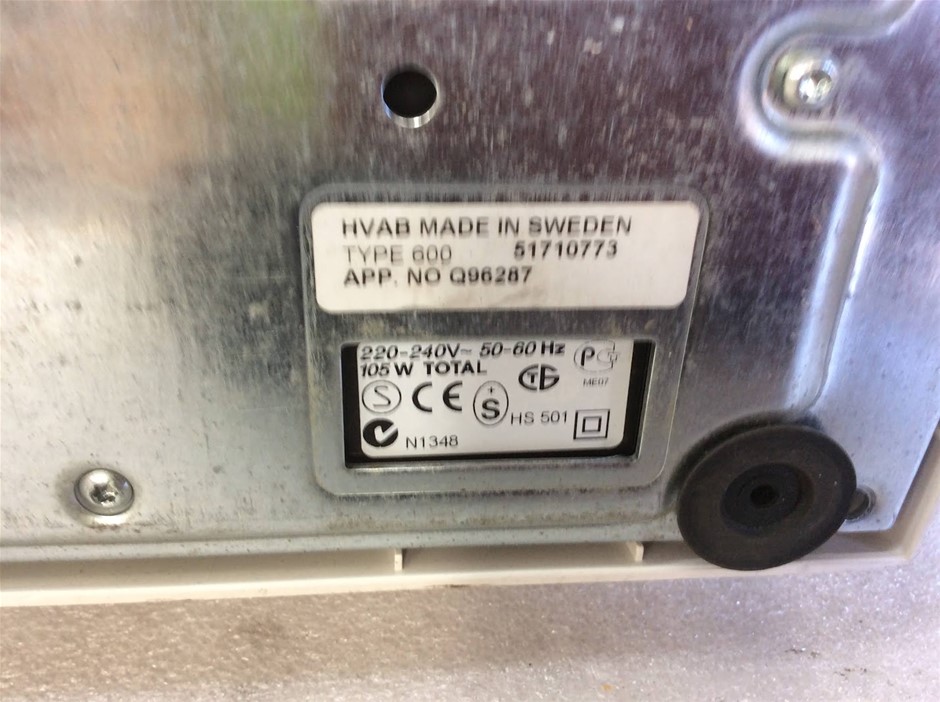 HVAB MADE IN SWEDEN
TYPE 600 51710773
APP. NO Q96287
220-240V~ 50-60 Hz
105 W TOTAL
ME07
S CE +S HS 501
N1348